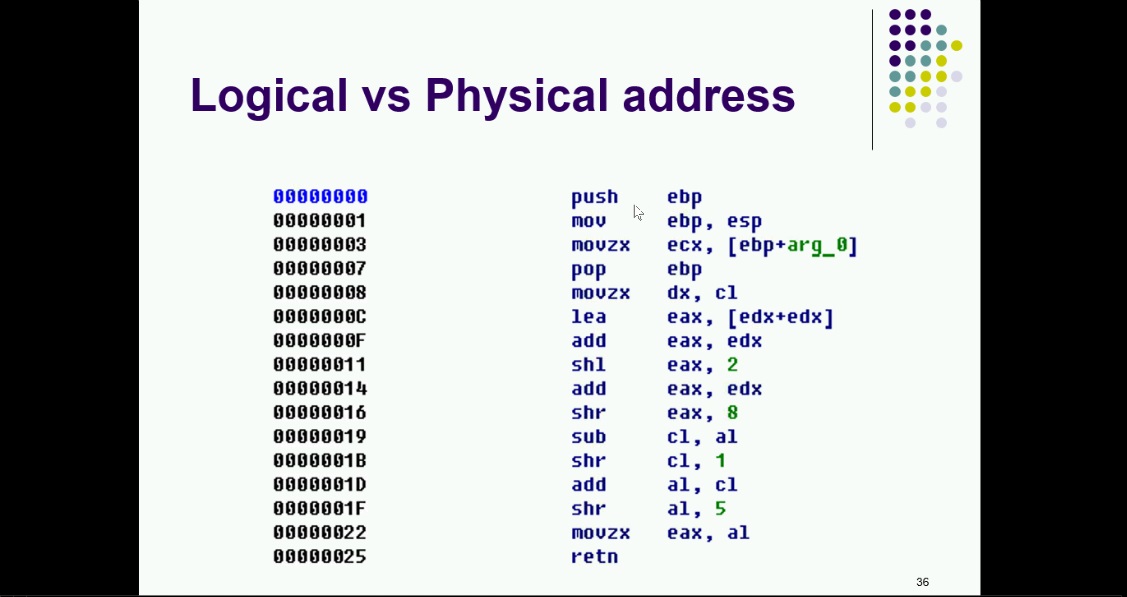 Logical vs Physical address
00000000 push ebp
00000001 mov ebp, esp
00000003 movzx ecx, [ebp+arg_0]
00000007 pop ebp
00000008 movzx dx, cl
0000000C lea eax, [edx+edx]
0000000F add eax, edx
00000011 shl eax, 2
00000014 add eax, edx
00000016 shr eax, 8
00000019 sub cl, al
0000001B shr cl, 1
0000001D add al, cl
0000001F shr al, 5
00000022 movzx eax, al
00000025 retn
36